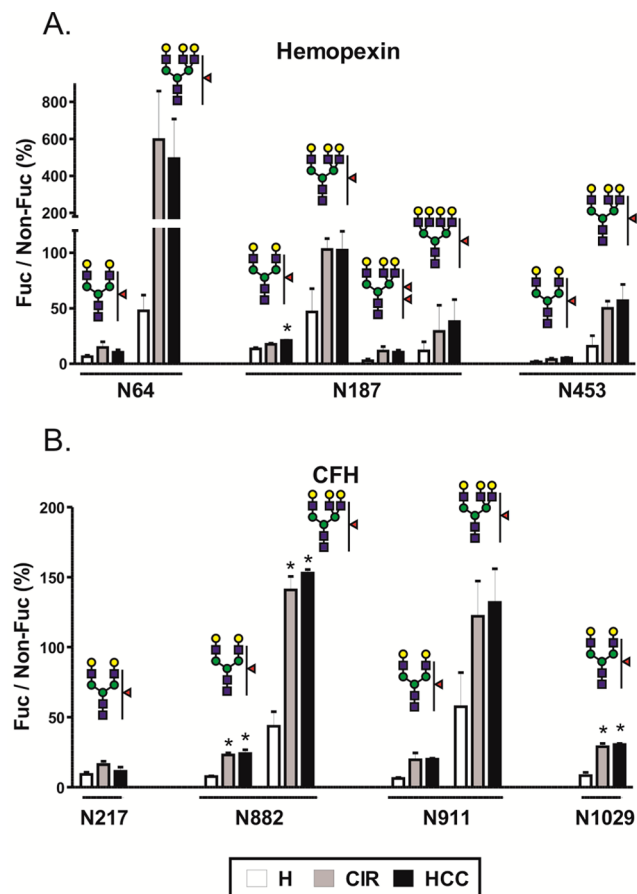 A.
Hemopexin
Fuc / Non-Fuc (%)
800
600
400
200
100
50
0
*
N64 N187 N453
B.
CFH
Fuc / Non-Fuc (%)
200
150
100
50
0
* *
* *
* *
N217 N882 N911 N1029
H CIR HCC